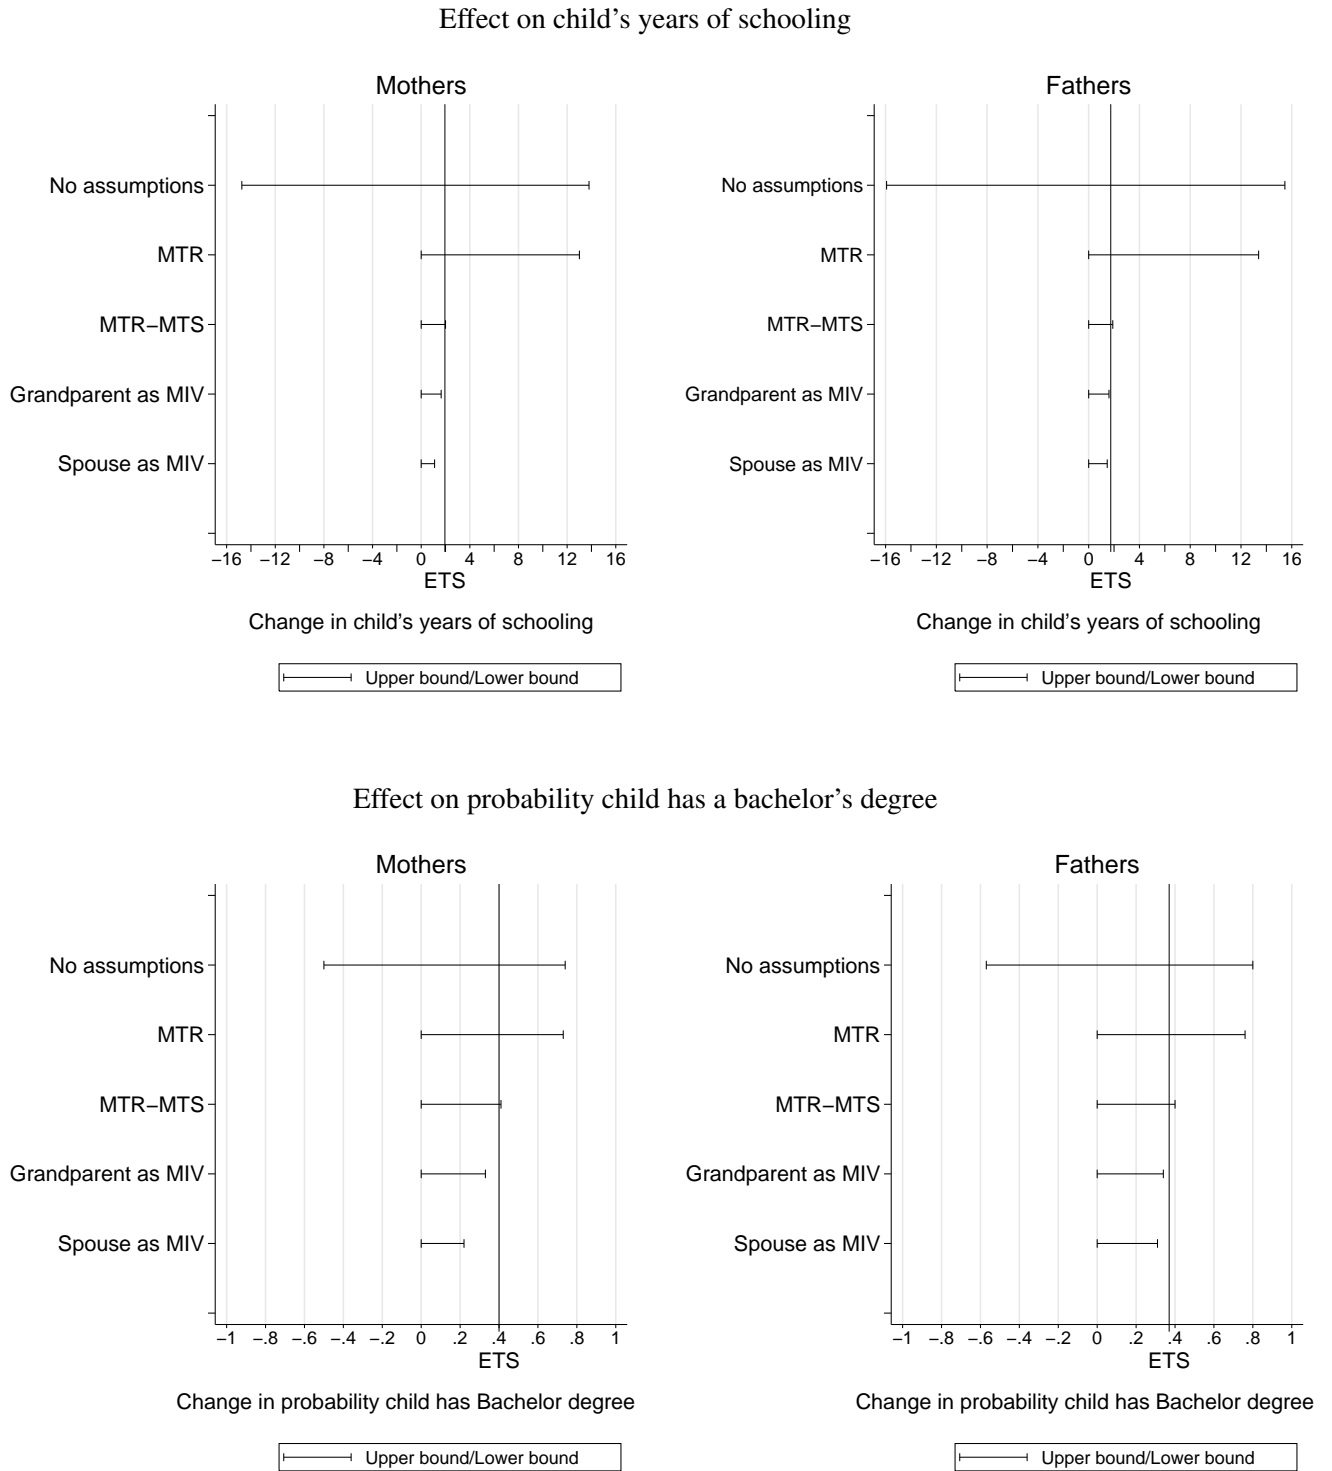 Effect on child’s years of schooling
Mothers
No assumptions
MTR
MTR−MTS
Grandparent as MIV
Spouse as MIV
−16 −12 −8 −4 0 4 8 12 16
ETS
Change in child’s years of schooling
Upper bound/Lower bound
Fathers
No assumptions
MTR
MTR−MTS
Grandparent as MIV
Spouse as MIV
−16 −12 −8 −4 0 4 8 12 16
ETS
Change in child’s years of schooling
Upper bound/Lower bound
Effect on probability child has a bachelor’s degree
Mothers
No assumptions
MTR
MTR−MTS
Grandparent as MIV
Spouse as MIV
−1 −.8 −.6 −.4 −.2 0 .2 .4 .6 .8 1
ETS
Change in probability child has Bachelor degree
Upper bound/Lower bound
Fathers
No assumptions
MTR
MTR−MTS
Grandparent as MIV
Spouse as MIV
−1 −.8 −.6 −.4 −.2 0 .2 .4 .6 .8 1
ETS
Change in probability child has Bachelor degree
Upper bound/Lower bound